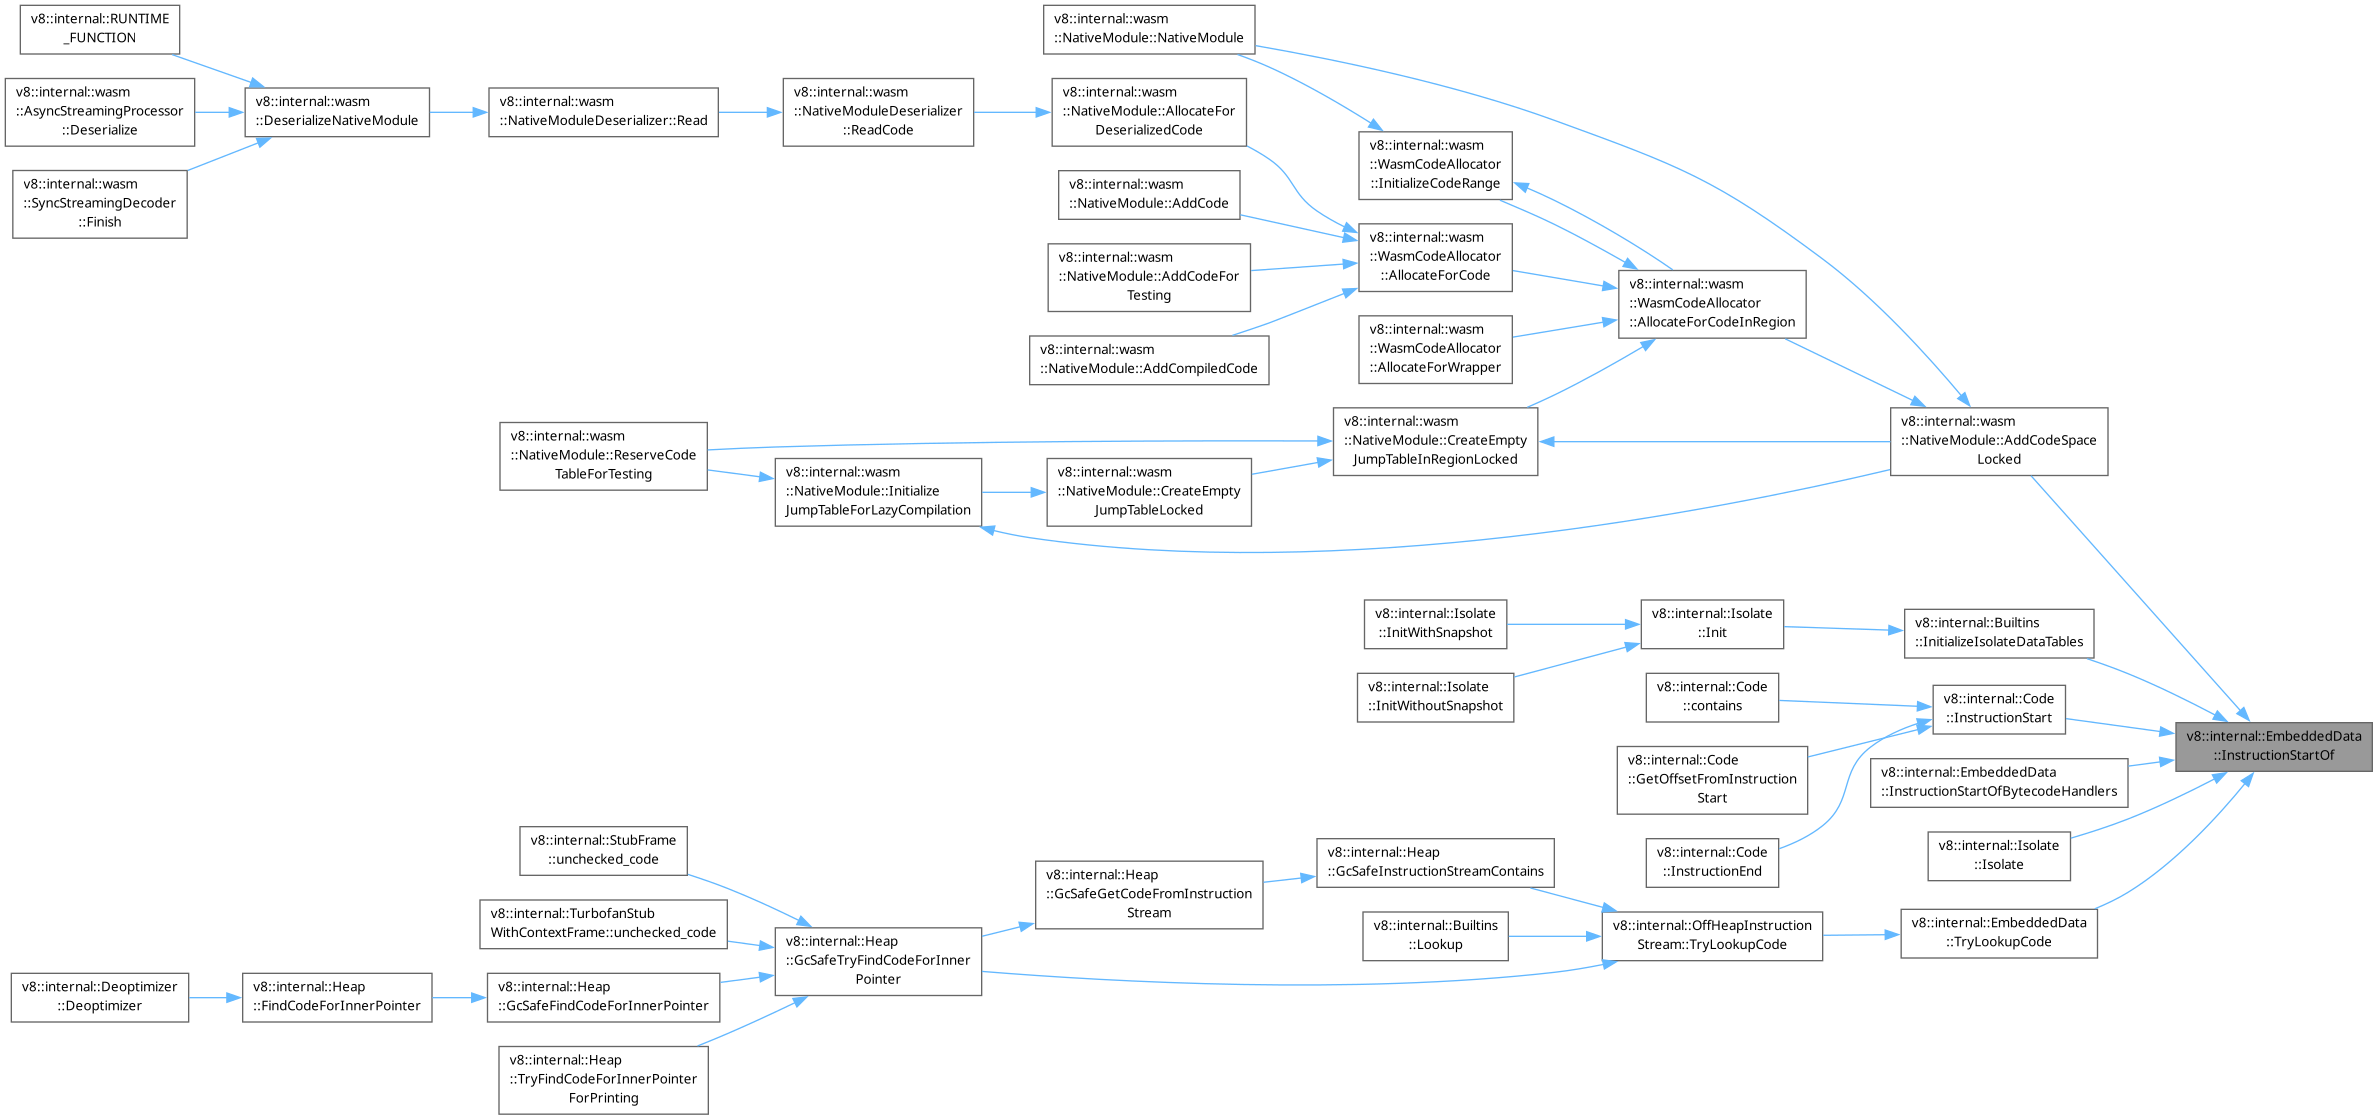 v8::internal::RUNTIME
_FUNCTION
v8::internal::wasm
::AsyncStreamingProcessor
::Deserialize
v8::internal::wasm
::SyncStreamingDecoder
::Finish
v8::internal::wasm
::DeserializeNativeModule
v8::internal::wasm
::NativeModuleDeserializer::Read
v8::internal::wasm
::NativeModuleDeserializer
::ReadCode
v8::internal::wasm
::NativeModule::NativeModule
v8::internal::wasm
::NativeModule::AllocateFor
DeserializedCode
v8::internal::wasm
::NativeModule::AddCode
v8::internal::wasm
::NativeModule::AddCodeFor
Testing
v8::internal::wasm
::NativeModule::AddCompiledCode
v8::internal::wasm
::WasmCodeAllocator
::InitializeCodeRange
v8::internal::wasm
::WasmCodeAllocator
::AllocateForCode
v8::internal::wasm
::WasmCodeAllocator
::AllocateForWrapper
v8::internal::wasm
::WasmCodeAllocator
::AllocateForCodeInRegion
v8::internal::wasm
::NativeModule::ReserveCode
TableForTesting
v8::internal::wasm
::NativeModule::Initialize
JumpTableForLazyCompilation
v8::internal::wasm
::NativeModule::CreateEmpty
JumpTableLocked
v8::internal::wasm
::NativeModule::CreateEmpty
JumpTableInRegionLocked
v8::internal::wasm
::NativeModule::AddCodeSpace
Locked
v8::internal::Isolate
::InitWithSnapshot
v8::internal::Isolate
::InitWithoutSnapshot
v8::internal::Isolate
::Init
v8::internal::Builtins
::InitializeIsolateDataTables
v8::internal::Code
::contains
v8::internal::Code
::GetOffsetFromInstruction
Start
v8::internal::Code
::InstructionEnd
v8::internal::Code
::InstructionStart
v8::internal::EmbeddedData
::InstructionStartOfBytecodeHandlers
v8::internal::Isolate
::Isolate
v8::internal::EmbeddedData
::TryLookupCode
v8::internal::EmbeddedData
::InstructionStartOf
v8::internal::StubFrame
::unchecked_code
v8::internal::TurbofanStub
WithContextFrame::unchecked_code
v8::internal::Deoptimizer
::Deoptimizer
v8::internal::Heap
::FindCodeForInnerPointer
v8::internal::Heap
::GcSafeFindCodeForInnerPointer
v8::internal::Heap
::TryFindCodeForInnerPointer
ForPrinting
v8::internal::Heap
::GcSafeTryFindCodeForInner
Pointer
v8::internal::Heap
::GcSafeGetCodeFromInstruction
Stream
v8::internal::Heap
::GcSafeInstructionStreamContains
v8::internal::Builtins
::Lookup
v8::internal::OffHeapInstruction
Stream::TryLookupCode